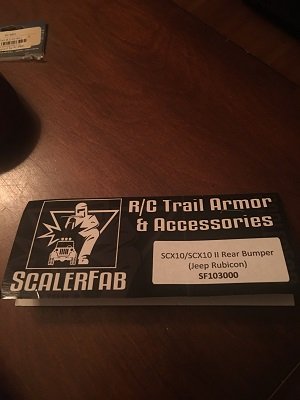 R/C Trail Armor
& Accessories
SCALERFAB
SCX10/SCX10 II Rear Bumper
(Jeep Rubicon)
SF103000